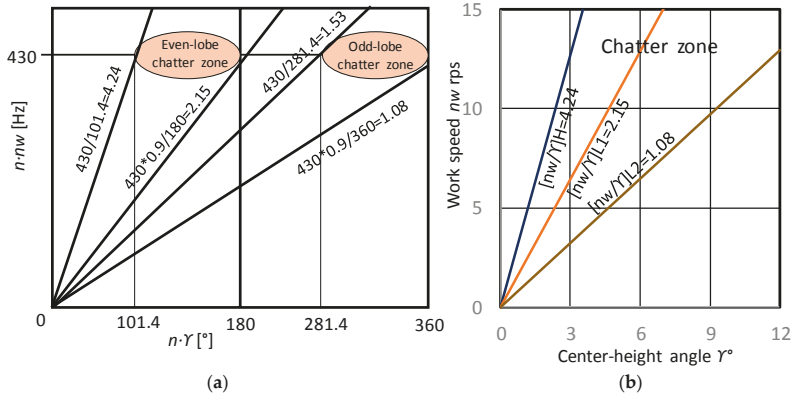 430
n·nw [Hz]
Even-lobe
chatter zone
Odd-lobe
chatter zone
430/101.4=4.24
430*0.9/180=2.15
430/281.4=1.53
430*0.9/360=1.08
0
101.4
180
281.4
360
n·ϒ [°]
(a)
15
10
5
0
Work speed nw rps
Chatter zone
[nw/ϒ]H=4.24
[nw/ϒ]L1=2.15
[nw/ϒ]L2=1.08
0
3
6
9
12
Center-height angle ϒ°
(b)